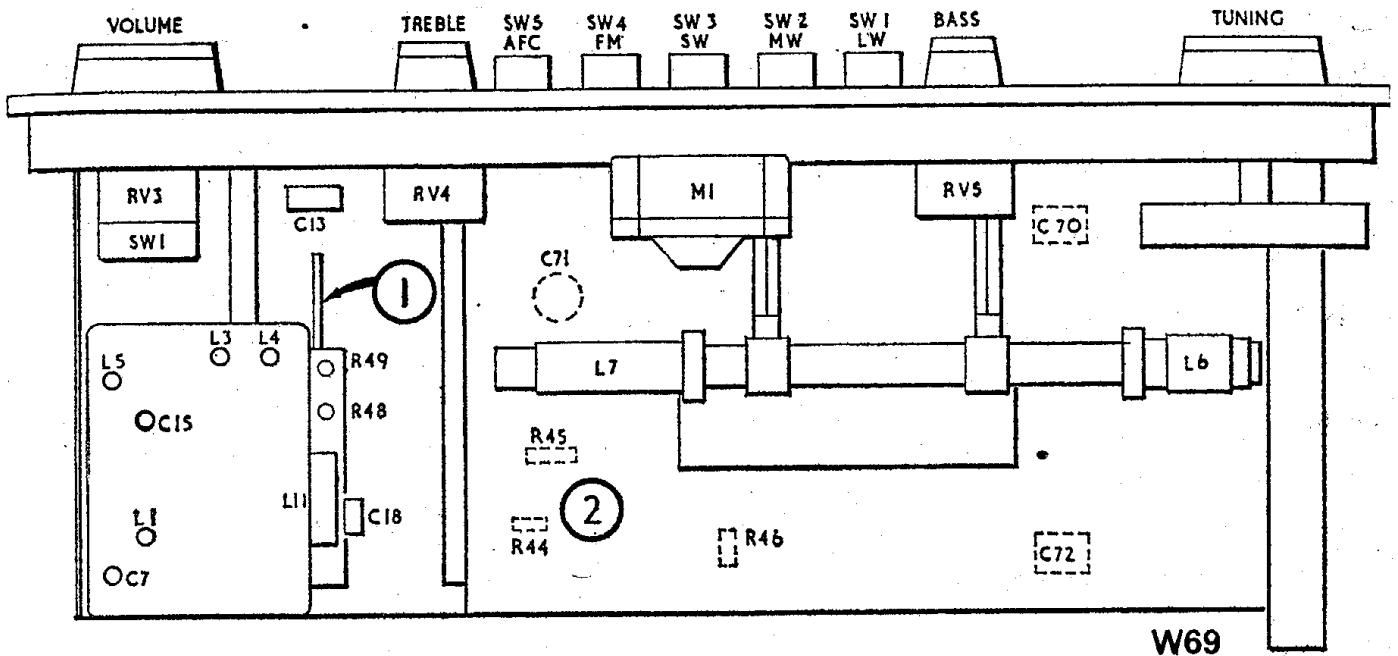 VOLUME
TREBLE
SW5
AFC
SW4
FM
SW3
SW
SW2
MW
SW1
LW
BASS
TUNING
RV3
SW1
C13
RV4
M1
RV5
C70
C71
1
L3
L4
L5
R49
L7
L6
C15
R48
R45
L11
C18
2
L1
R44
R46
C7
C72
W69